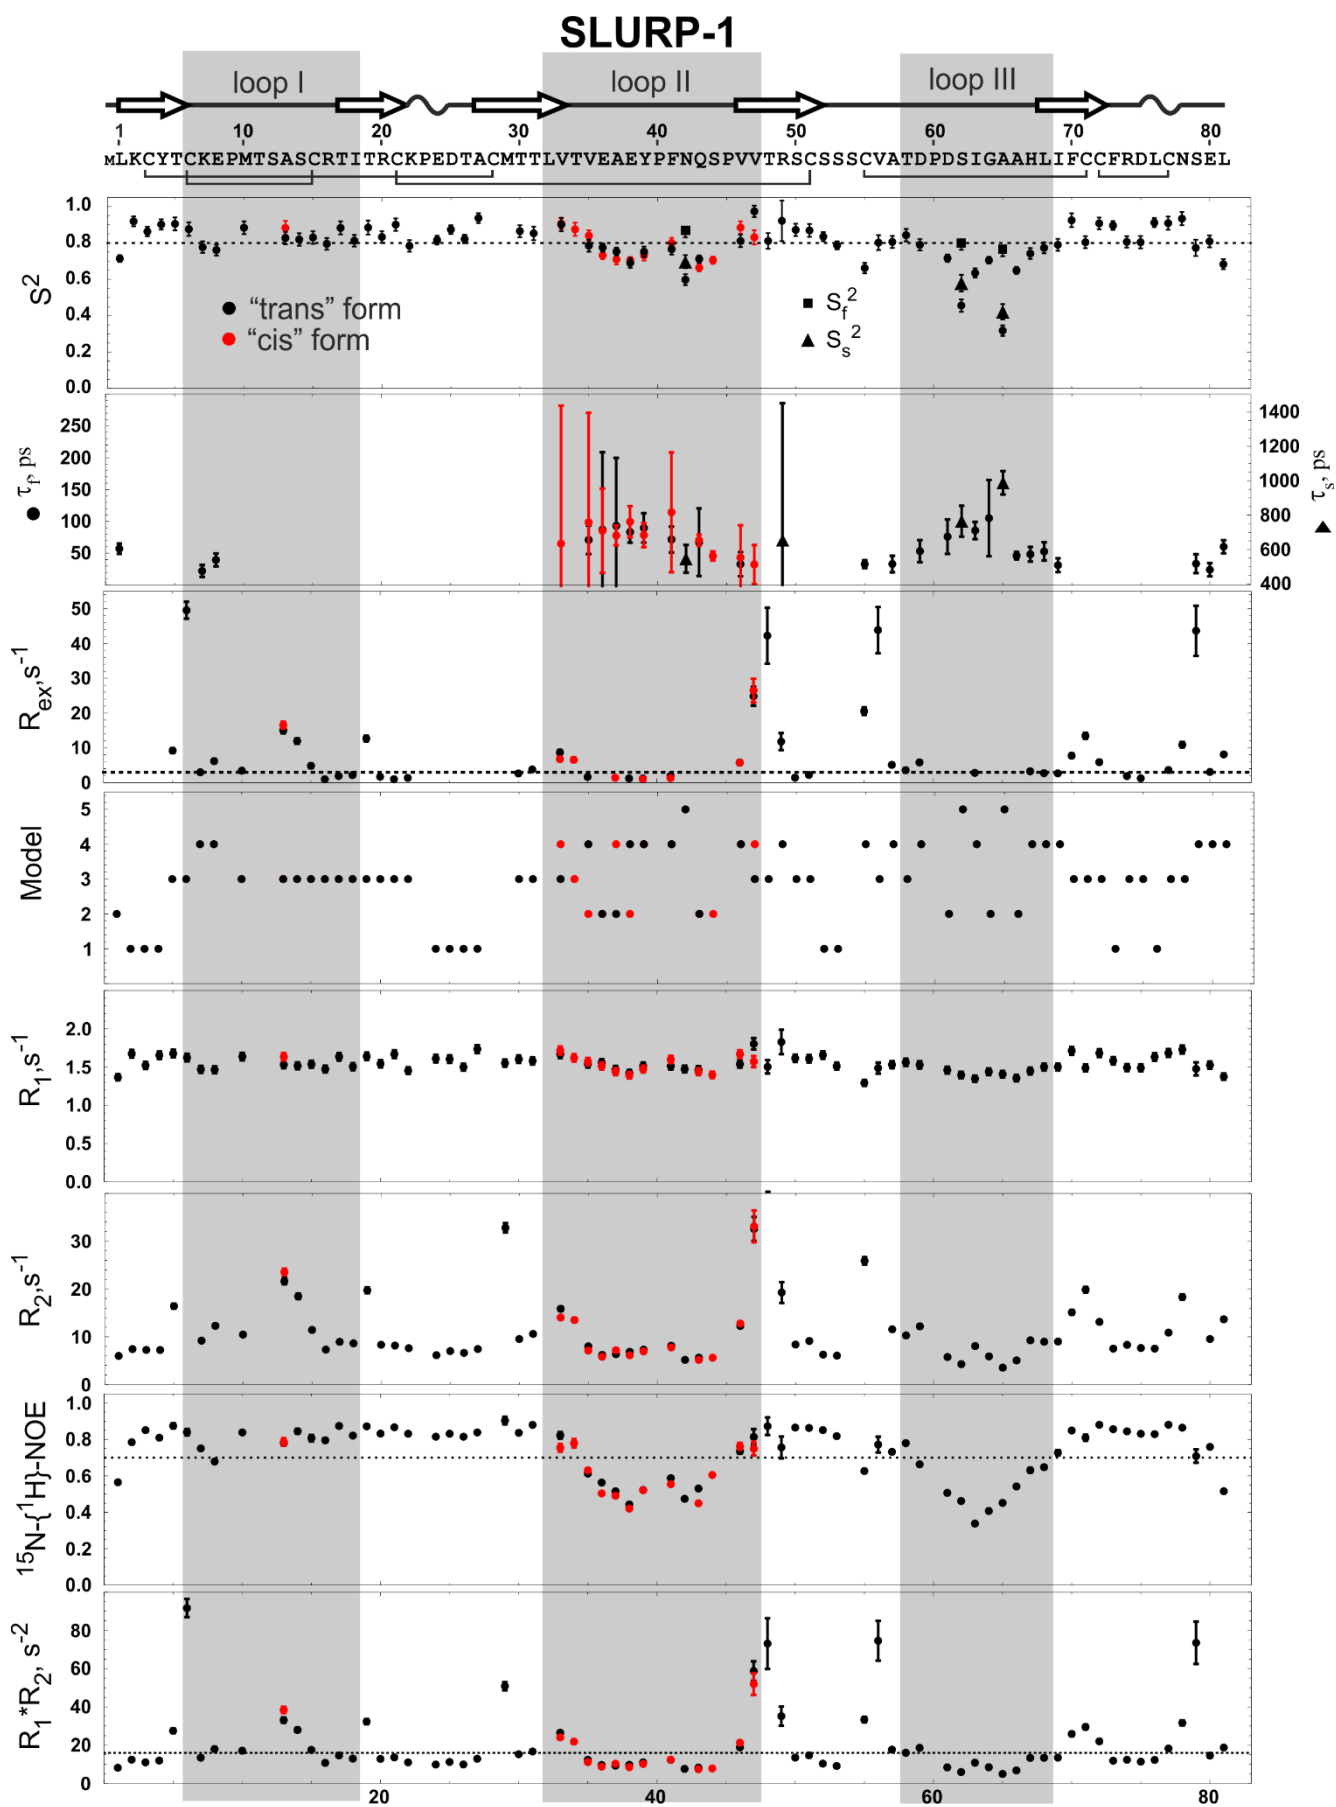 SLURP-1
loop I loop II loop III
1 10 20 30 40 50 60 70 80
MLKCYTCKEPMTSASCRTITRCKPEDTACMTTLVTVEAEYPFNQSPVVTRSCSSSCVATDPDSIGAAHLIFCCFRDLCNSEL
S²
1.0
0.8
0.6
0.4
0.2
0.0
"trans" form
"cis" form
S_f²
S_s²
● τ_f, ps
250
200
150
100
50
1400
1200
1000
800
600
400
▲ τ_s, ps
R_ex, s⁻¹
50
40
30
20
10
0
Model
5
4
3
2
1
R₁, s⁻¹
2.0
1.5
1.0
0.5
0.0
R₂, s⁻¹
30
20
10
0
¹⁵N-{¹H}-NOE
1.0
0.8
0.6
0.4
0.2
0.0
R₁*R₂, s⁻²
80
60
40
20
0
20 40 60 80